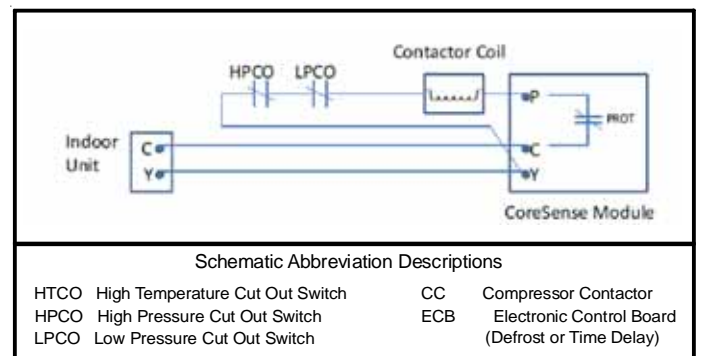 Contactor Coil
HPCO LPCO
P
PROT
Indoor
Unit
C
Y
C
Y
CoreSense Module
Schematic Abbreviation Descriptions
HTCO High Temperature Cut Out Switch
HPCO High Pressure Cut Out Switch
LPCO Low Pressure Cut Out Switch
CC Compressor Contactor
ECB Electronic Control Board
(Defrost or Time Delay)